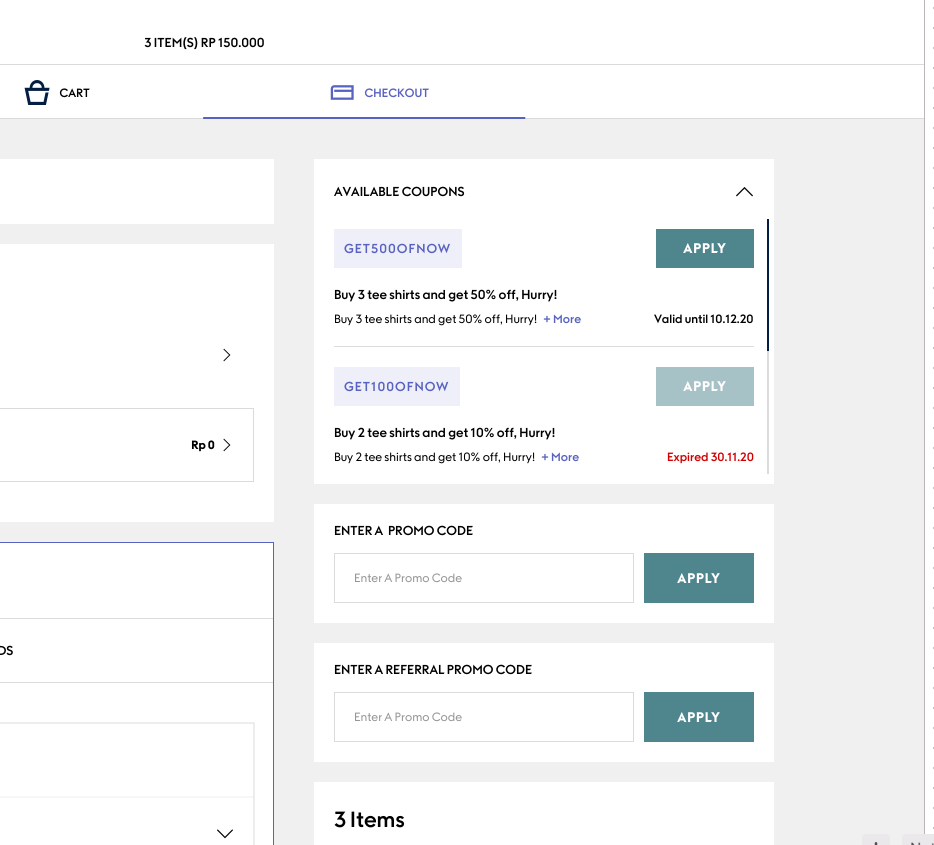 3 ITEM(S) RP 150.000
CART
CHECKOUT
AVAILABLE COUPONS
GET500OFNOW
APPLY
Buy 3 tee shirts and get 50% off, Hurry!
Buy 3 tee shirts and get 50% off, Hurry! + More
Valid until 10.12.20
GET100OFNOW
APPLY
Buy 2 tee shirts and get 10% off, Hurry!
Buy 2 tee shirts and get 10% off, Hurry! + More
Expired 30.11.20
Rp 0
ENTER A PROMO CODE
Enter A Promo Code
APPLY
DS
ENTER A REFERRAL PROMO CODE
Enter A Promo Code
APPLY
3 Items